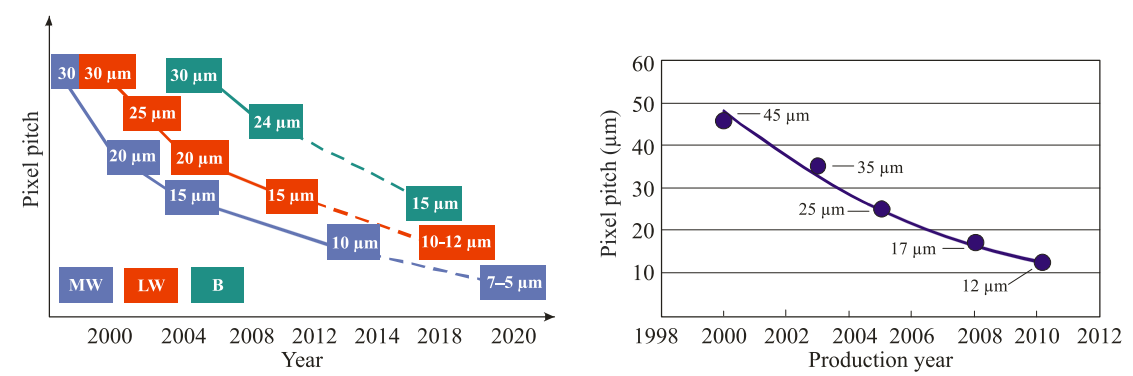 Pixel pitch
30
30 µm
30 µm
25 µm
24 µm
20 µm
20 µm
15 µm
15 µm
15 µm
10 µm
10-12 µm
7–5 µm
MW
LW
B
2000
2004
2008
2012
2014
2018
2020
Year
Pixel pitch (µm)
60
50
40
30
20
10
45 µm
35 µm
25 µm
17 µm
12 µm
1998
2000
2002
2004
2006
2008
2010
2012
Production year